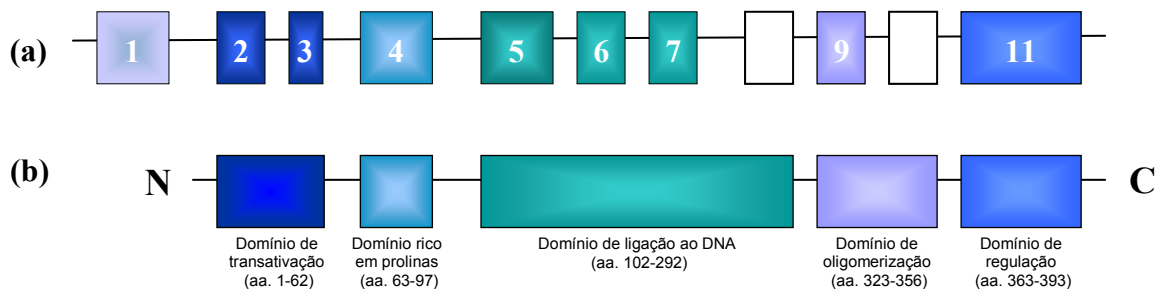 (a) 1 2 3 4 5 6 7 9 11
(b) N C
Domínio de transativação (aa. 1-62)
Domínio rico em prolinas (aa. 63-97)
Domínio de ligação ao DNA (aa. 102-292)
Domínio de oligomerização (aa. 323-356)
Domínio de regulação (aa. 363-393)